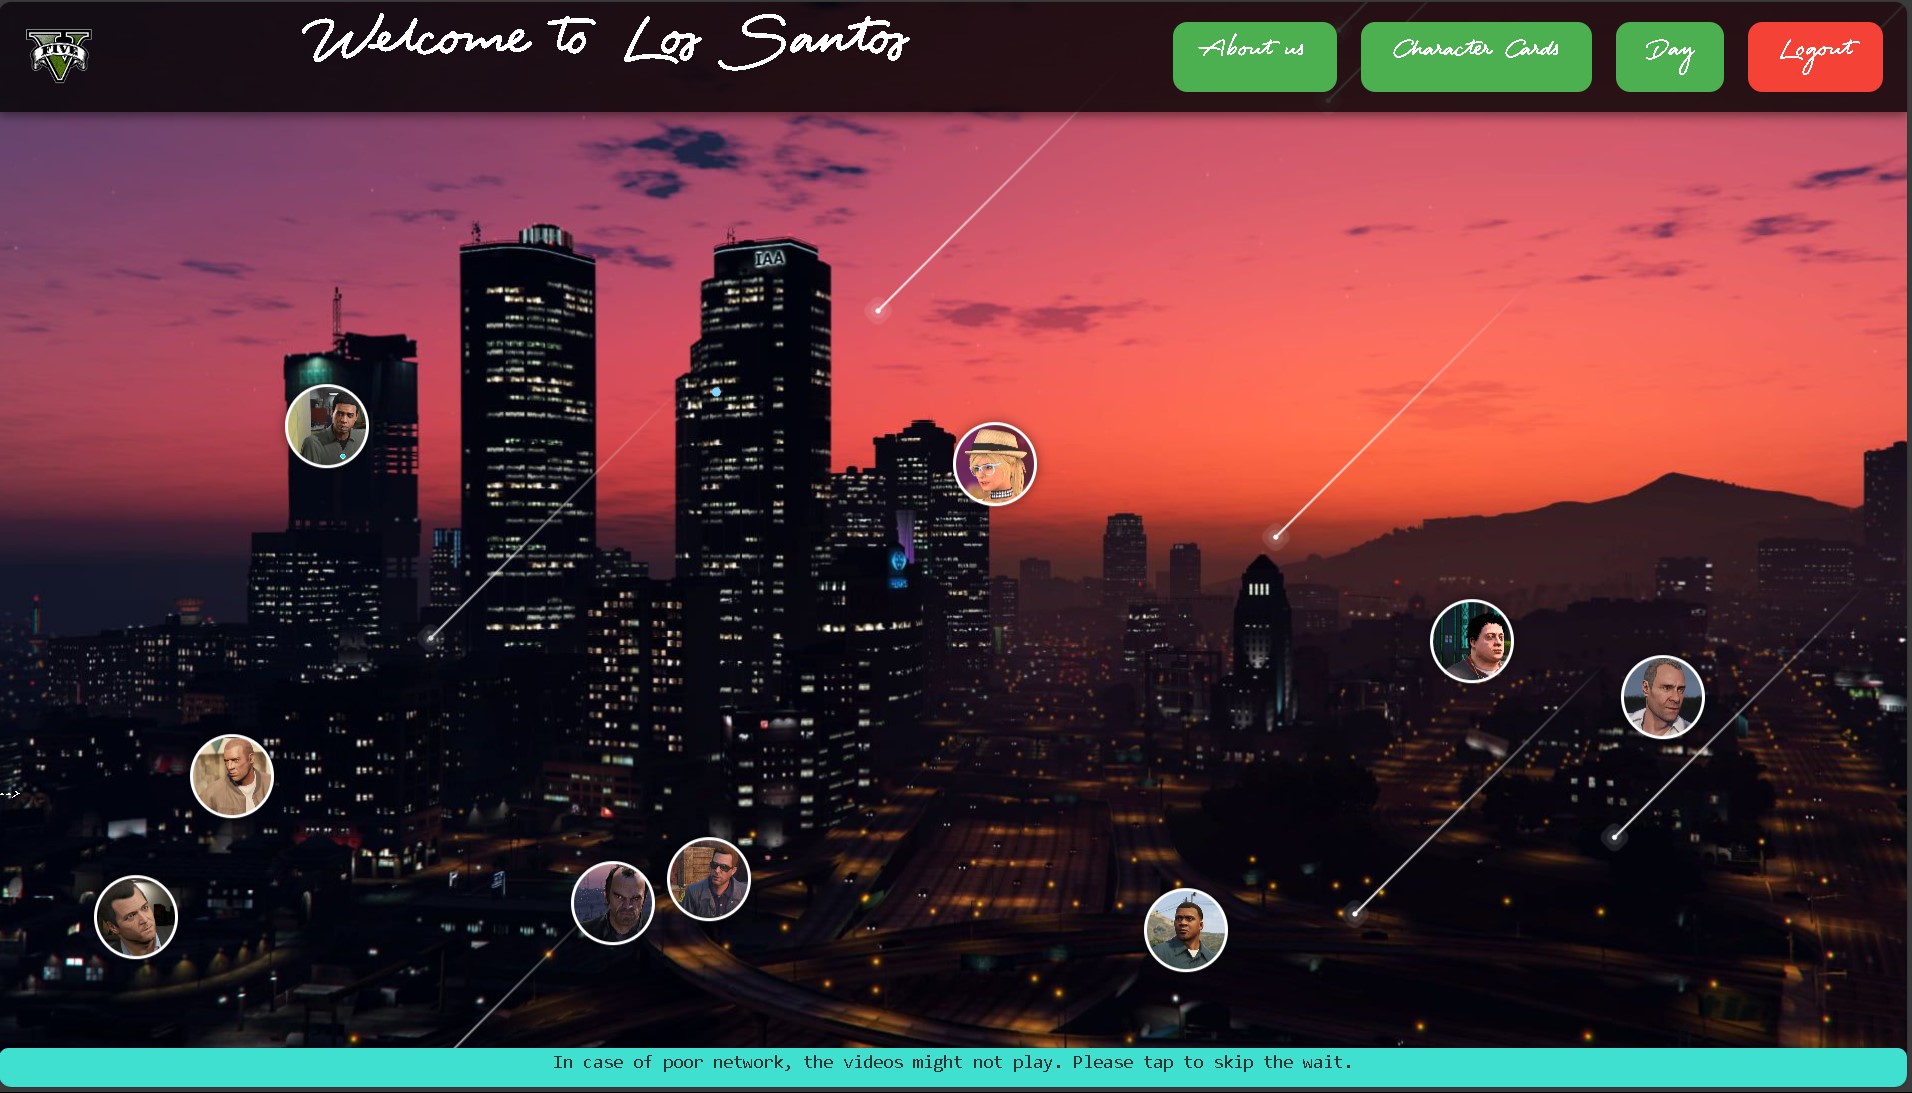 FIVE
Welcome to Los Santos
About us
Character Cards
Day
Logout
IAA
-->
In case of poor network, the videos might not play. Please tap to skip the wait.